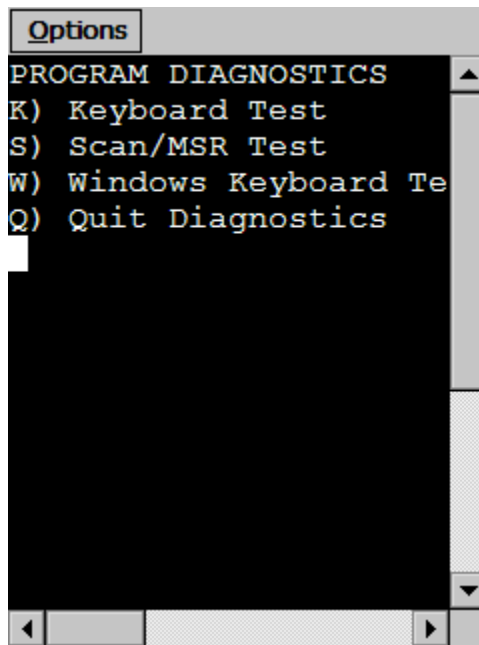 Options
PROGRAM DIAGNOSTICS
K) Keyboard Test
S) Scan/MSR Test
W) Windows Keyboard Te
Q) Quit Diagnostics